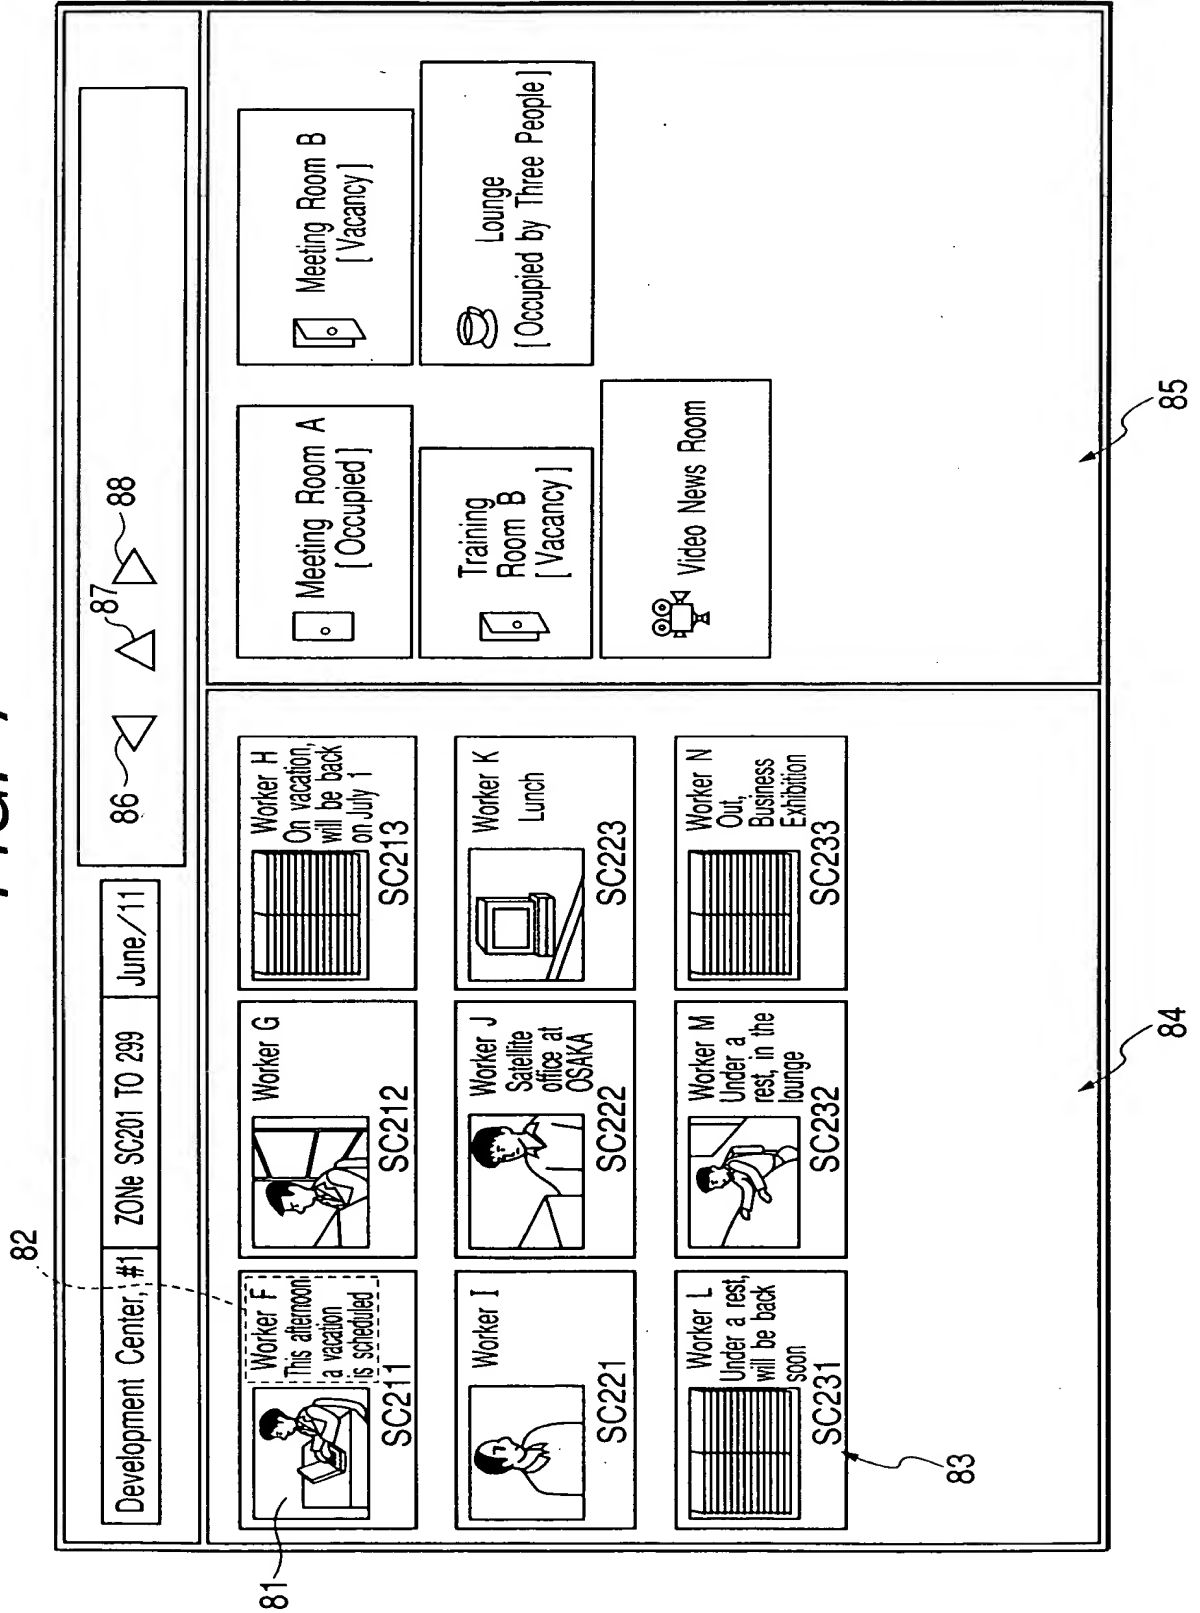 86
87
88
Development Center, #1
ZONe SC201 TO 299
June/11
82
81
Worker F
This afternoon
a vacation
is scheduled
SC211
Worker G
SC212
Worker H
On vacation,
will be back
on July 1
SC213
Worker I
SC221
Worker J
Satellite
office at
OSAKA
SC222
Worker K
Lunch
SC223
Worker L
Under a rest,
will be back
soon
SC231
Worker M
Under a
rest, in the
lounge
SC232
Worker N
Out,
Business
Exhibition
SC233
83
84
Meeting Room A
[ Occupied ]
Meeting Room B
[ Vacancy ]
Training
Room B
[ Vacancy ]
Lounge
[ Occupied by Three People ]
Video News Room
85